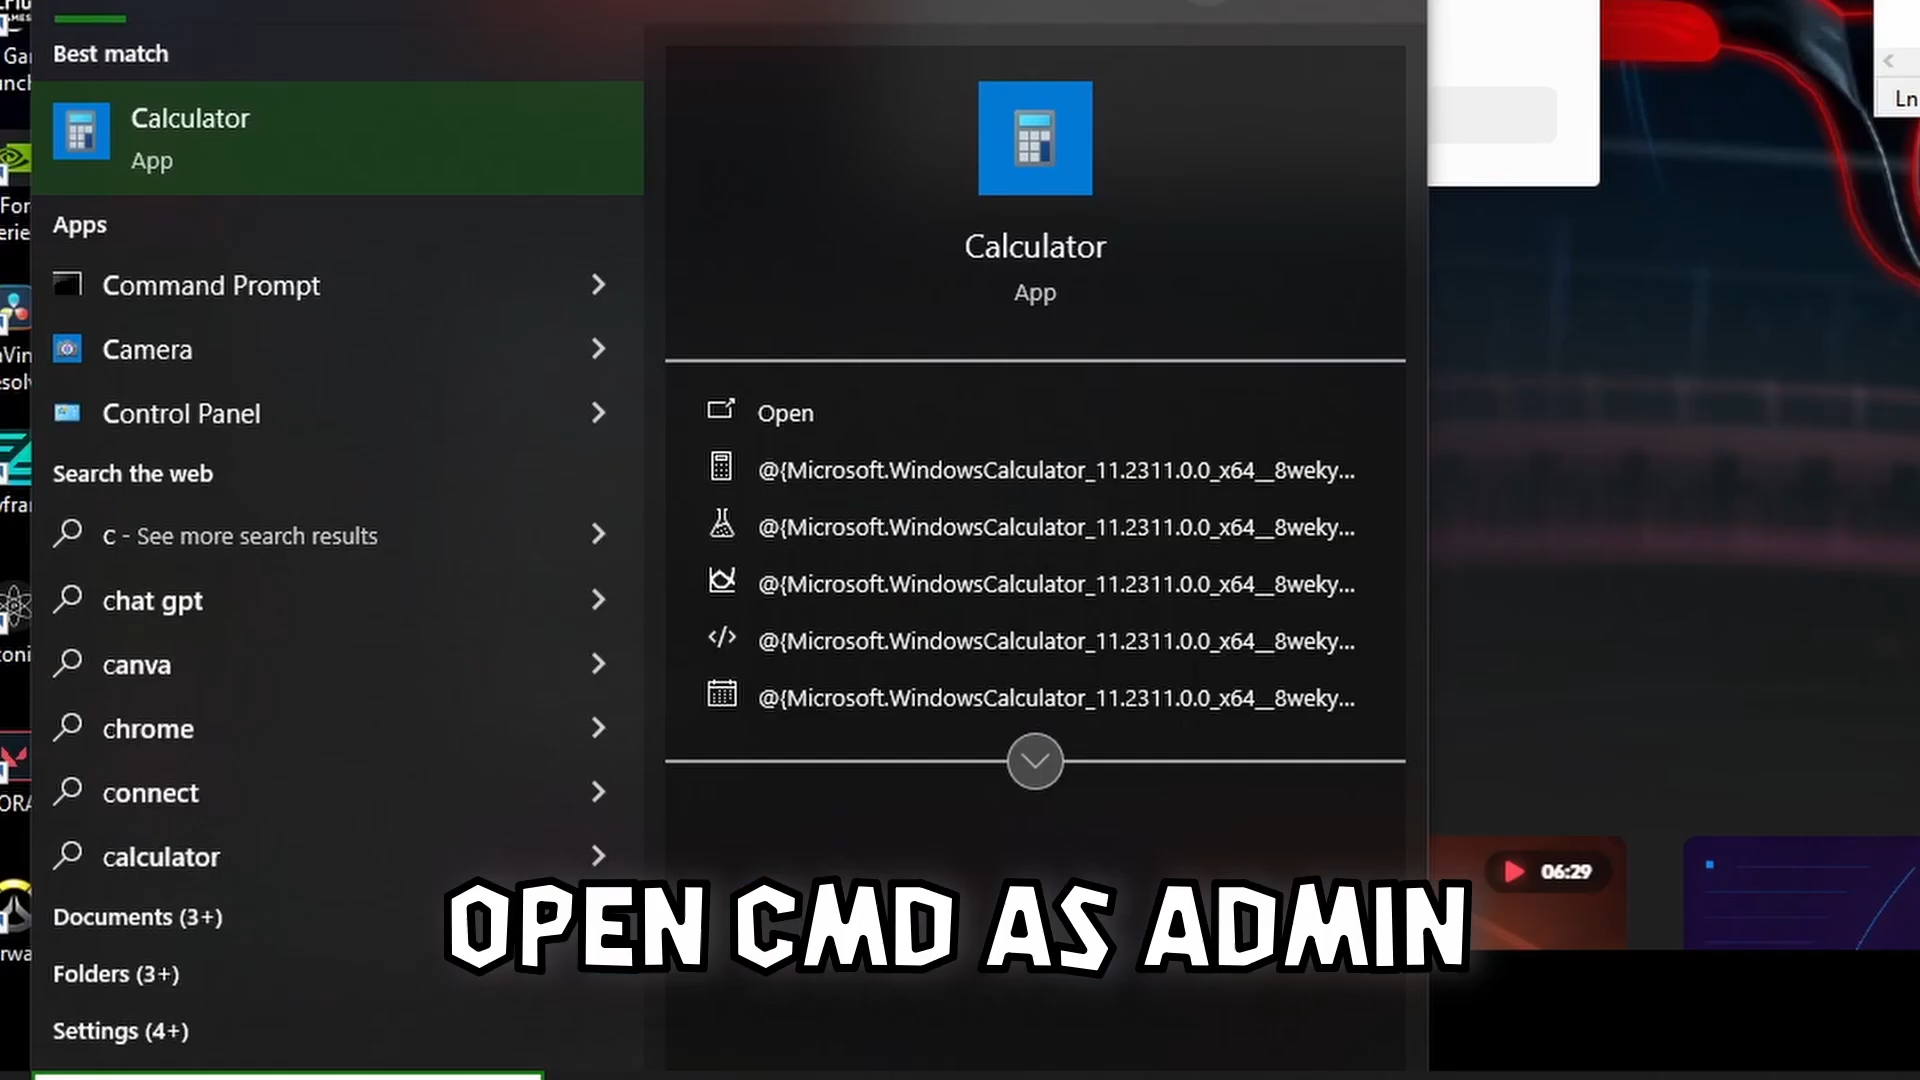 Best match
Calculator
App
Apps
Command Prompt
Camera
Control Panel
Search the web
c - See more search results
chat gpt
canva
chrome
connect
calculator
Documents (3+)
Folders (3+)
Settings (4+)
Calculator
App
Open
@{Microsoft.WindowsCalculator_11.2311.0.0_x64__8weky...
@{Microsoft.WindowsCalculator_11.2311.0.0_x64__8weky...
@{Microsoft.WindowsCalculator_11.2311.0.0_x64__8weky...
@{Microsoft.WindowsCalculator_11.2311.0.0_x64__8weky...
@{Microsoft.WindowsCalculator_11.2311.0.0_x64__8weky...
Ln
06:29
OPEN CMD AS ADMIN